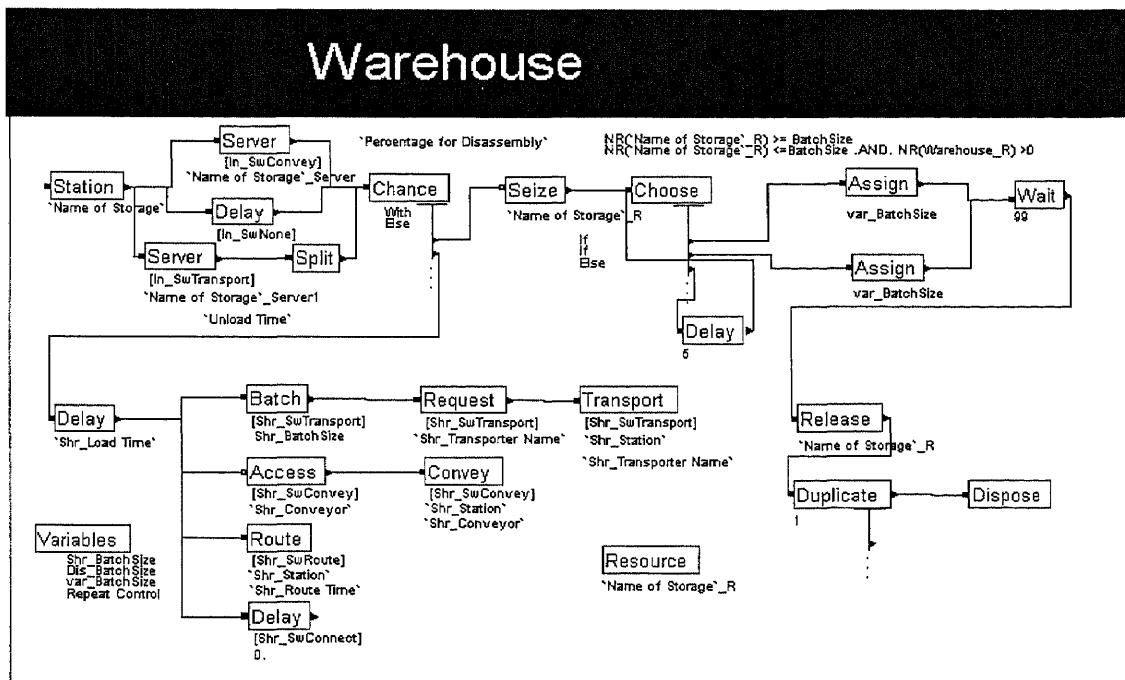 Warehouse
Server
[In_SwConvey]
`Name of Storage`_Server
`Percentage for Disassembly`
NR(`Name of Storage`_R) >= BatchSize
NR(`Name of Storage`_R) <=BatchSize .AND. NR(Warehouse_R) >0
Station
`Name of Storage`
Delay
[In_SwNone]
Server
[In_SwTransport]
`Name of Storage`_Server1
`Unload Time`
Split
Chance
With
Else
Seize
`Name of Storage`_R
Choose
If
If
Else
Delay
Assign
var_BatchSize
Assign
var_BatchSize
Wait
Delay
`Shr_Load Time`
Batch
[Shr_SwTransport]
Shr_BatchSize
Request
[Shr_SwTransport]
`Shr_Transporter Name`
Transport
[Shr_SwTransport]
`Shr_Station`
`Shr_Transporter Name`
Access
[Shr_SwConvey]
`Shr_Conveyor`
Convey
[Shr_SwConvey]
`Shr_Station`
`Shr_Conveyor`
Route
[Shr_SwRoute]
`Shr_Station`
`Shr_Route Time`
Delay
[Shr_SwConnect]
0.
Variables
Shr_BatchSize
Dis_BatchSize
var_BatchSize
Repeat Control
Resource
`Name of Storage`_R
Release
`Name of Storage`_R
Duplicate
1
Dispose